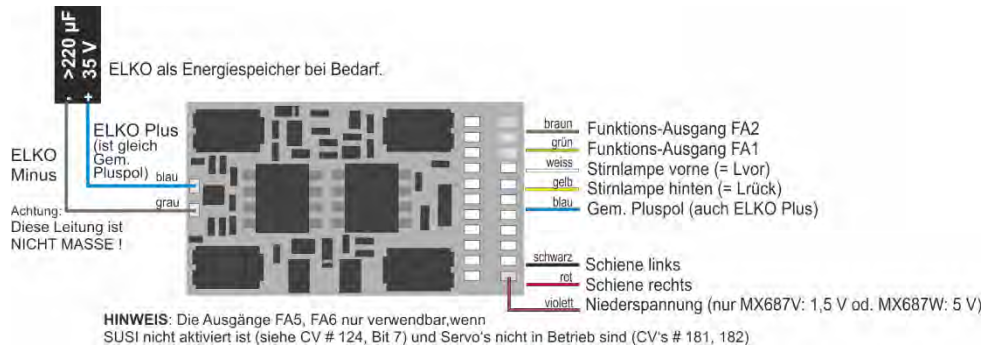 >220 µF
35 V
- +
ELKO als Energiespeicher bei Bedarf.
ELKO Plus
(ist gleich
Gem.
Pluspol)
blau
ELKO
Minus
grau
Achtung:
Diese Leitung ist
NICHT MASSE !
braun Funktions-Ausgang FA2
grün Funktions-Ausgang FA1
weiss Stirnlampe vorne (= Lvor)
gelb Stirnlampe hinten (= Lrück)
blau Gem. Pluspol (auch ELKO Plus)
schwarz Schiene links
rot Schiene rechts
violett Niederspannung (nur MX687V: 1,5 V od. MX687W: 5 V)
HINWEIS: Die Ausgänge FA5, FA6 nur verwendbar,wenn
SUSI nicht aktiviert ist (siehe CV # 124, Bit 7) und Servo's nicht in Betrieb sind (CV's # 181, 182)